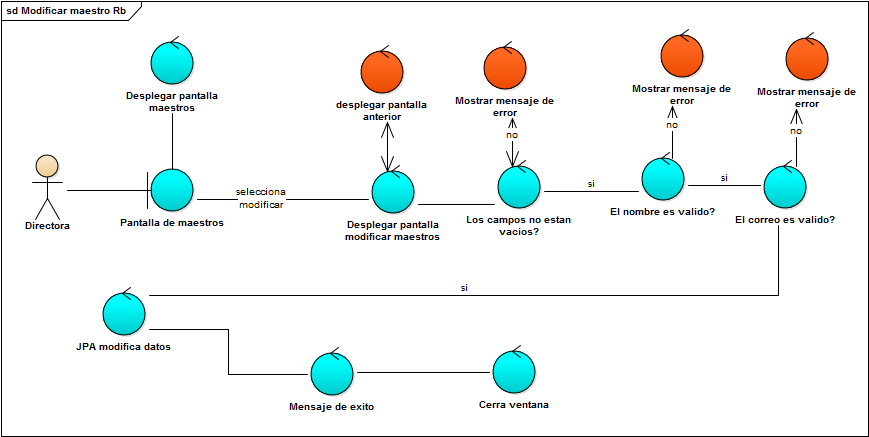 sd Modificar maestro Rb
Desplegar pantalla
maestros
desplegar pantalla
anterior
Mostrar mensaje de
error
Mostrar mensaje de
error
Mostrar mensaje de
error
no
no
no
Directora
Pantalla de maestros
selecciona
modificar
Desplegar pantalla
modificar maestros
Los campos no estan
vacios?
si
El nombre es valido?
si
El correo es valido?
si
JPA modifica datos
Mensaje de exito
Cerra ventana